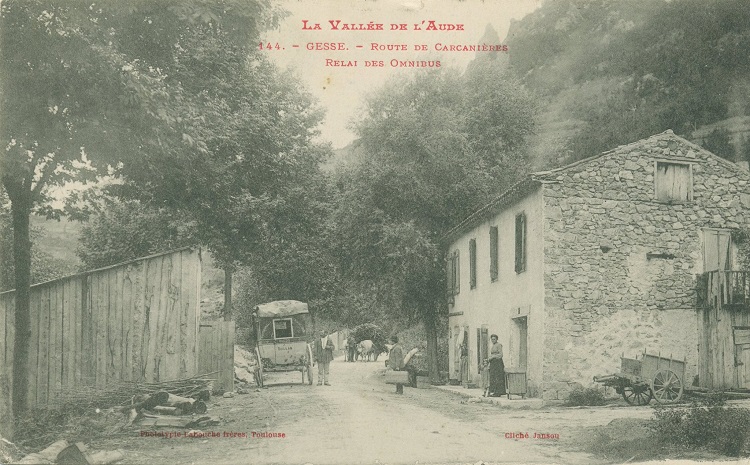 LA VALLÉE DE L'AUDE
144. - GESSE. - ROUTE DE CARCANIÈRES
RELAI DES OMNIBUS
Phototypie Labouche frères, Toulouse
Cliché Jansou